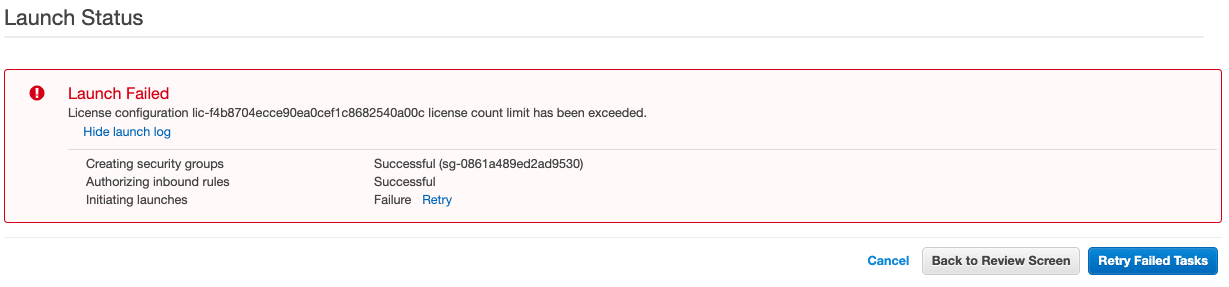 Launch Status
Launch Failed
License configuration lic-f4b8704ecce90ea0cef1c8682540a00c license count limit has been exceeded.
Hide launch log
Creating security groups Successful (sg-0861a489ed2ad9530)
Authorizing inbound rules Successful
Initiating launches Failure Retry
Cancel Back to Review Screen Retry Failed Tasks